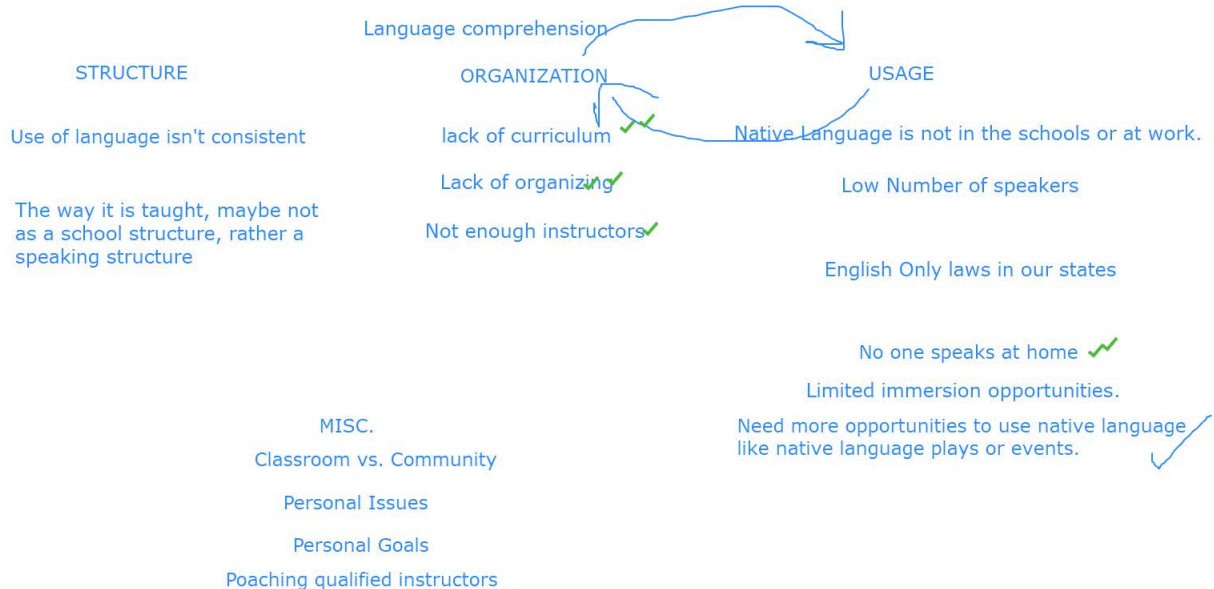 Language comprehension
STRUCTURE
Use of language isn't consistent
The way it is taught, maybe not
as a school structure, rather a
speaking structure
ORGANIZATION
lack of curriculum
Lack of organizing
Not enough instructors
USAGE
Native Language is not in the schools or at work.
Low Number of speakers
English Only laws in our states
No one speaks at home
Limited immersion opportunities.
Need more opportunities to use native language
like native language plays or events.
MISC.
Classroom vs. Community
Personal Issues
Personal Goals
Poaching qualified instructors